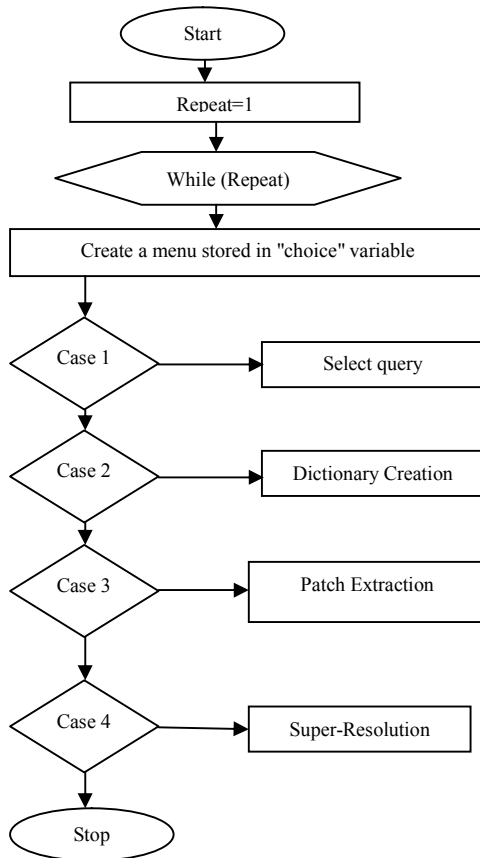 Start
Repeat=1
While (Repeat)
Create a menu stored in "choice" variable
Case 1
Select query
Case 2
Dictionary Creation
Case 3
Patch Extraction
Case 4
Super-Resolution
Stop